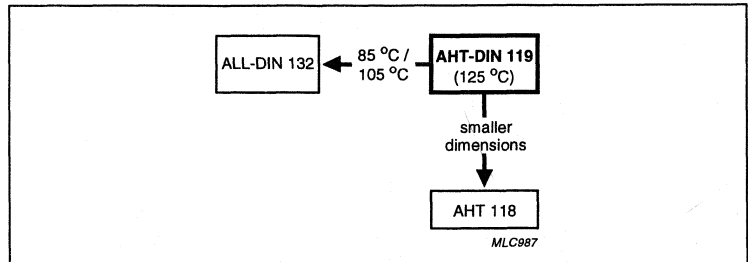 ALL-DIN 132
85 °C /
105 °C
AHT-DIN 119
(125 °C)
smaller
dimensions
AHT 118
MLC987